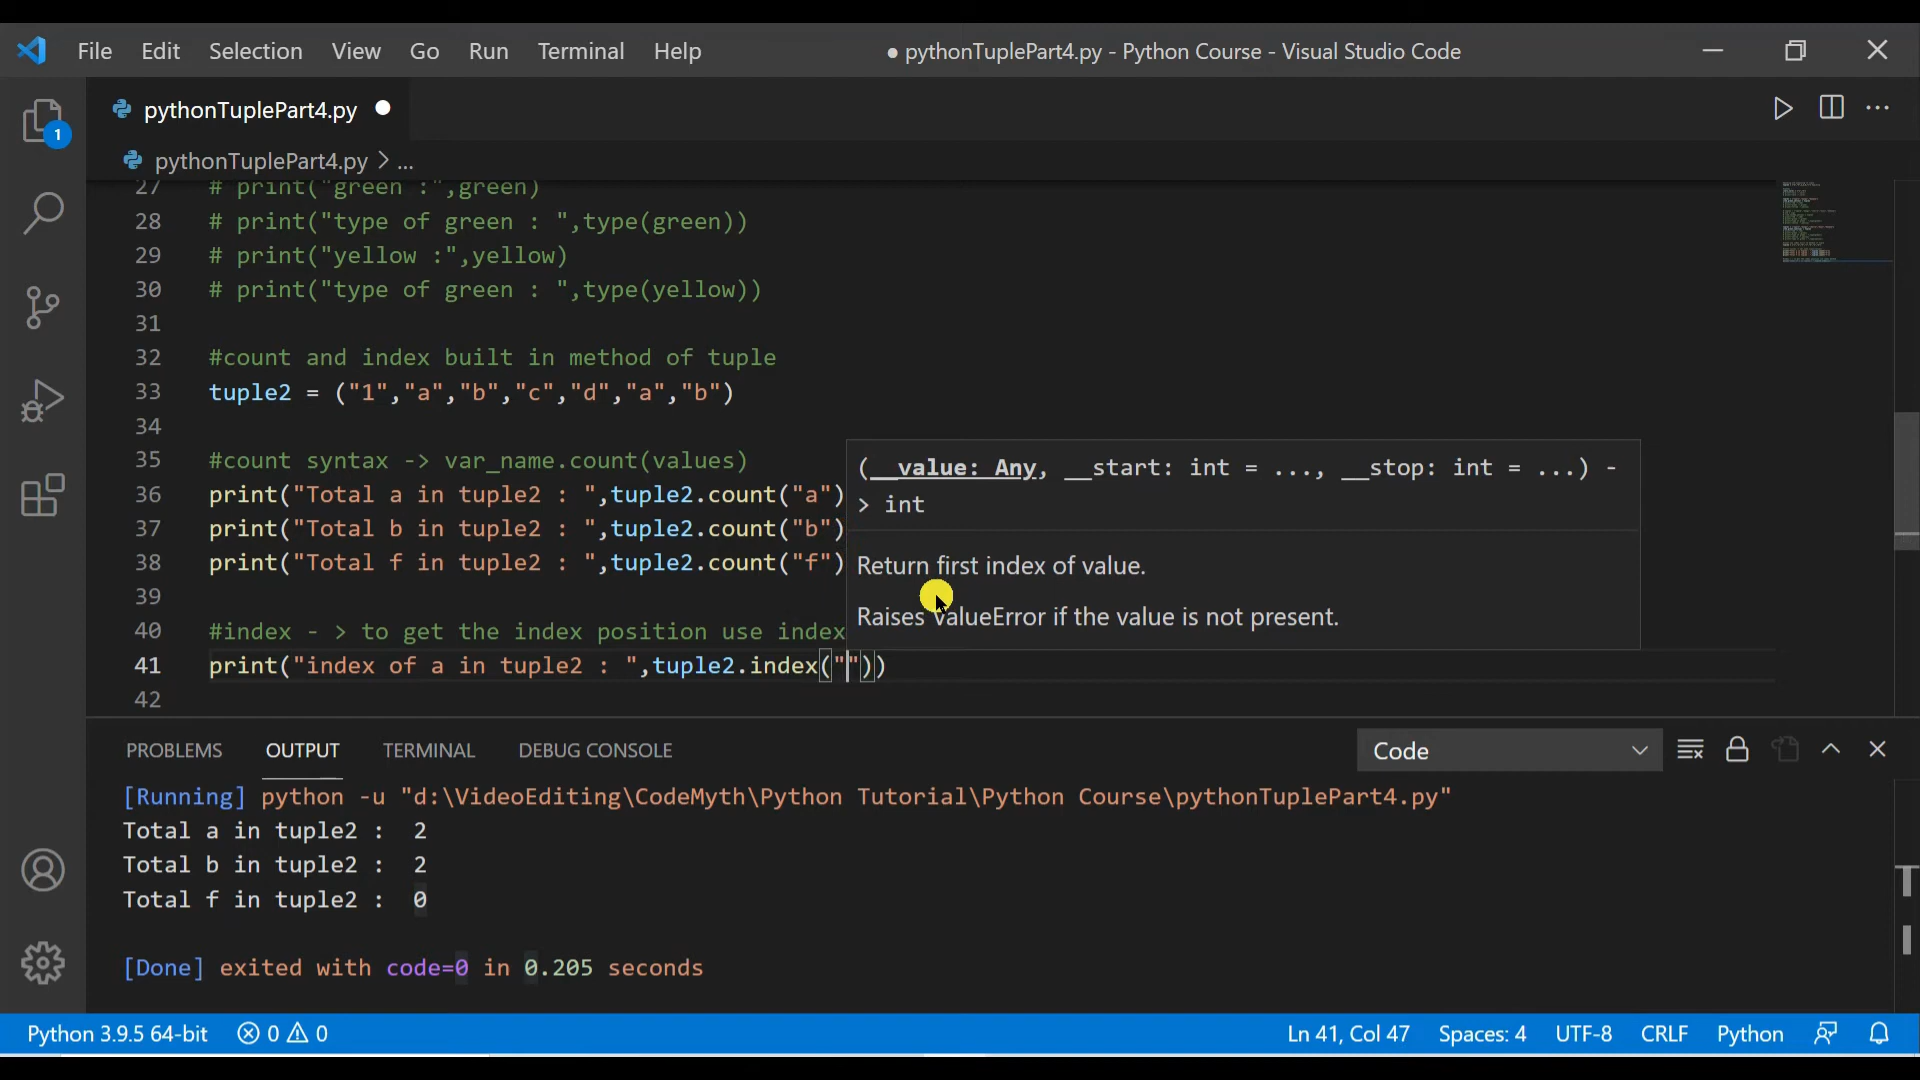 File Edit Selection View Go Run Terminal Help ● pythonTuplePart4.py - Python Course - Visual Studio Code
pythonTuplePart4.py
1
pythonTuplePart4.py > ...
27 # print("green :",green)
28 # print("type of green : ",type(green))
29 # print("yellow :",yellow)
30 # print("type of green : ",type(yellow))
31
32 #count and index built in method of tuple
33 tuple2 = ("1","a","b","c","d","a","b")
34
35 #count syntax -> var_name.count(values)
36 print("Total a in tuple2 : ",tuple2.count("a")
37 print("Total b in tuple2 : ",tuple2.count("b")
38 print("Total f in tuple2 : ",tuple2.count("f")
39
40 #index - > to get the index position use index
41 print("index of a in tuple2 : ",tuple2.index(""))
42
(__value: Any, __start: int = ..., __stop: int = ...) -
> int
Return first index of value.
Raises ValueError if the value is not present.
PROBLEMS OUTPUT TERMINAL DEBUG CONSOLE Code
[Running] python -u "d:\VideoEditing\CodeMyth\Python Tutorial\Python Course\pythonTuplePart4.py"
Total a in tuple2 :  2
Total b in tuple2 :  2
Total f in tuple2 :  0
[Done] exited with code=0 in 0.205 seconds
Python 3.9.5 64-bit 0 0 Ln 41, Col 47 Spaces: 4 UTF-8 CRLF Python